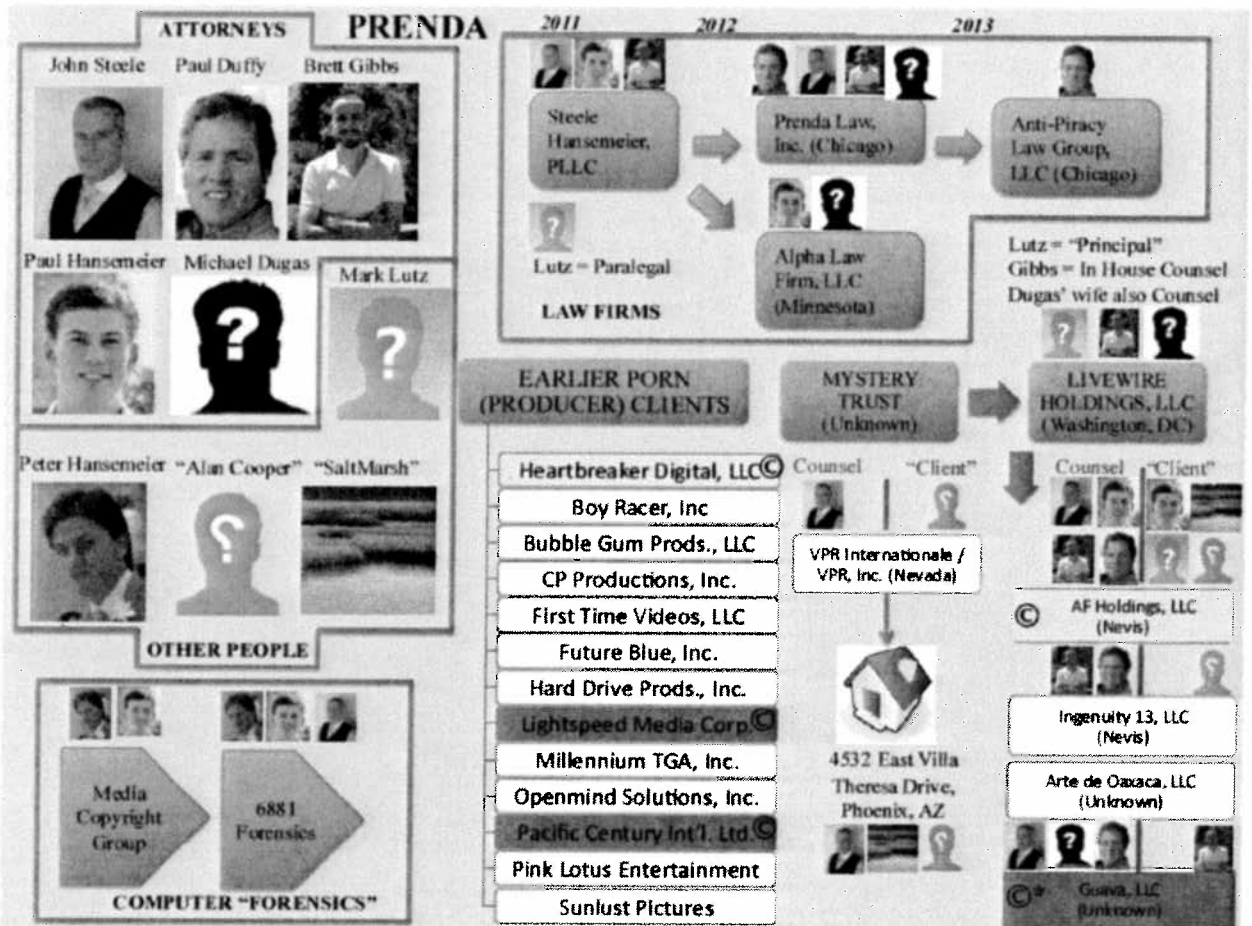 ATTORNEYS
PRENDA
John Steele Paul Duffy Brett Gibbs
Paul Hansemeier Michael Dugas
Mark Lutz
?
?
Peter Hansemeier "Alan Cooper" "SaltMarsh"
?
OTHER PEOPLE
Media
Copyright
Group
6881
Forensics
COMPUTER "FORENSICS"
2011 2012 2013
?
Steele
Hansemeier,
PLLC
Prenda Law,
Inc. (Chicago)
Anti-Piracy
Law Group,
LLC (Chicago)
?
?
Lutz = Paralegal
Alpha Law
Firm, LLC
(Minnesota)
LAW FIRMS
Lutz = "Principal"
Gibbs = In House Counsel
Dugas' wife also Counsel
? ?
EARLIER PORN
(PRODUCER) CLIENTS
MYSTERY
TRUST
(Unknown)
LIVEWIRE
HOLDINGS, LLC
(Washington, DC)
Heartbreaker Digital, LLC ©
Boy Racer, Inc
Bubble Gum Prods., LLC
CP Productions, Inc.
First Time Videos, LLC
Future Blue, Inc.
Hard Drive Prods., Inc.
Lightspeed Media Corp. ©
Millennium TGA, Inc.
Openmind Solutions, Inc.
Pacific Century Int'l. Ltd. ©
Pink Lotus Entertainment
Sunlust Pictures
Counsel "Client"
?
VPR Internationale /
VPR, Inc. (Nevada)
4532 East Villa
Theresa Drive,
Phoenix, AZ
?
Counsel "Client"
? ?
© AF Holdings, LLC
(Nevis)
?
Ingenuity 13, LLC
(Nevis)
Arte de Oaxaca, LLC
(Unknown)
?
©* Guava, LLC
(Unknown)